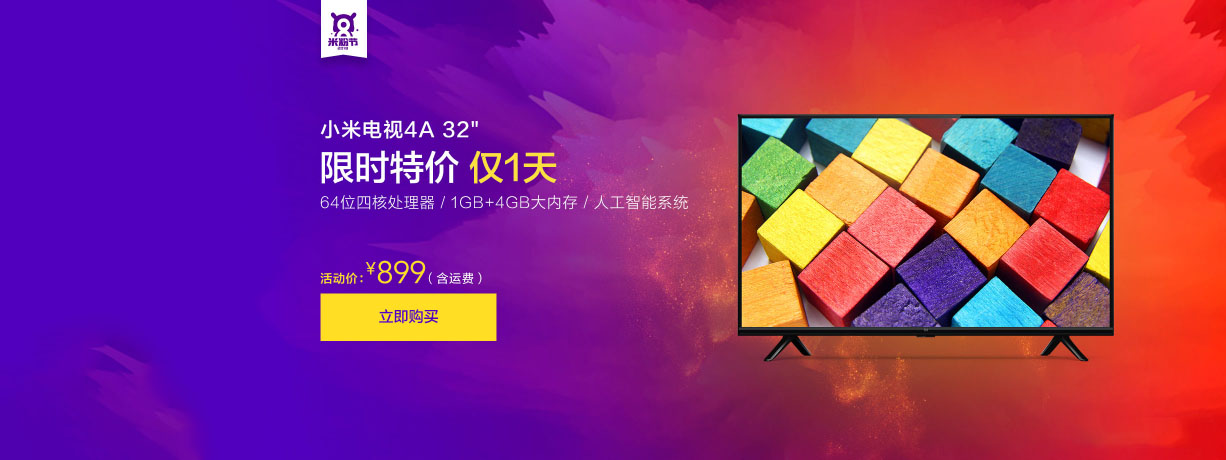 米粉节
小米电视4A 32"
限时特价 仅1天
64位四核处理器 / 1GB+4GB大内存 / 人工智能系统
活动价:¥899(含运费)
立即购买